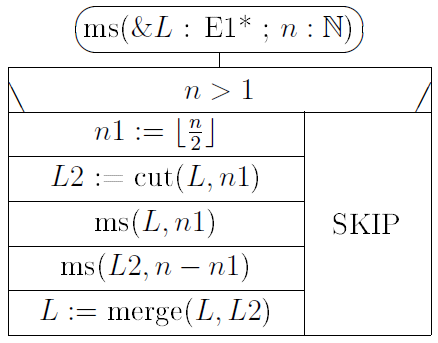 ms(&L : E1* ; n : ℕ)
n > 1
n1 := ⌊n/2⌋
L2 := cut(L, n1)
ms(L, n1)
SKIP
ms(L2, n − n1)
L := merge(L, L2)